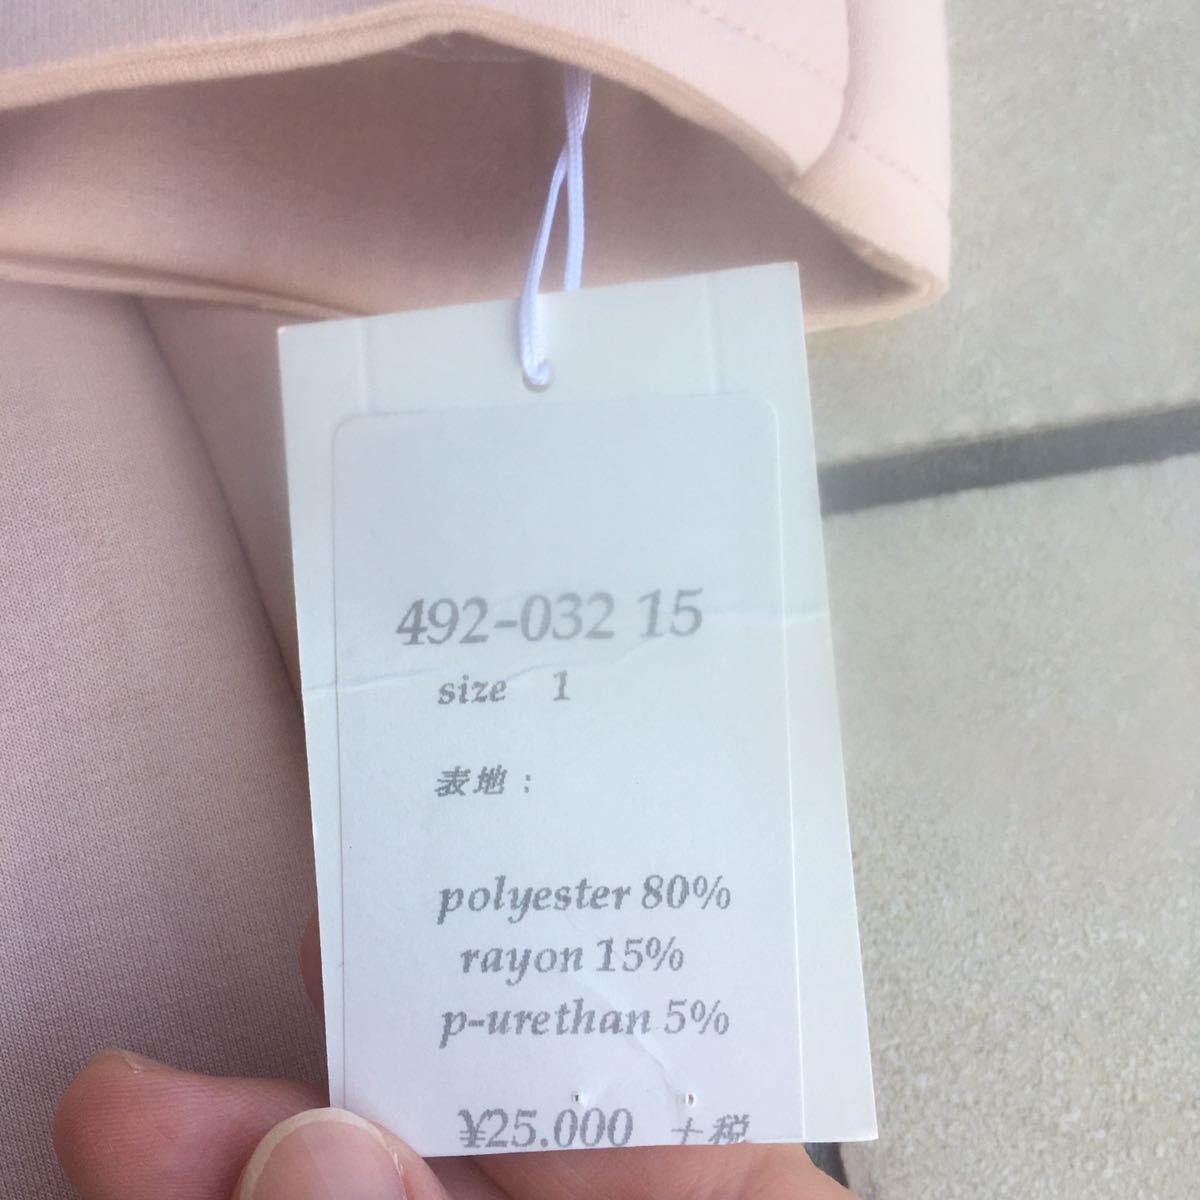 492-032 15
size 1
表地：
polyester 80%
rayon 15%
p-urethan 5%
¥25.000 +税